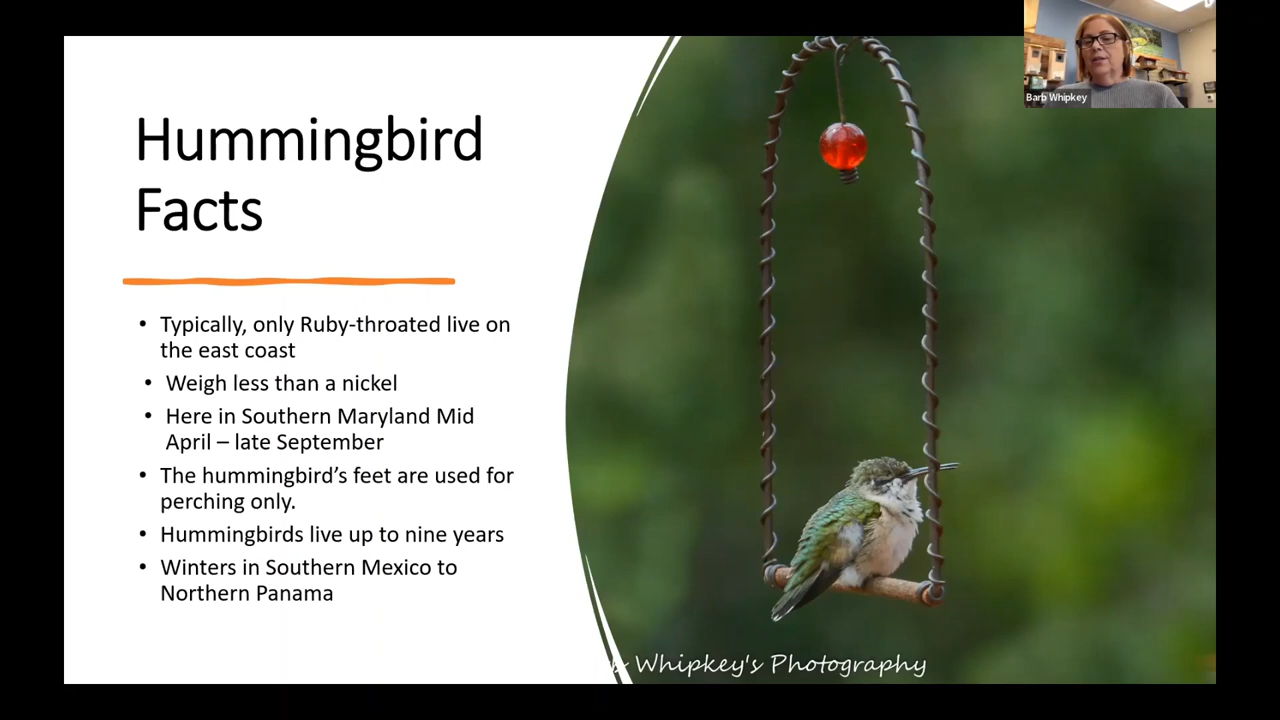 Barb Whipkey
Hummingbird
Facts
• Typically, only Ruby-throated live on
the east coast
• Weigh less than a nickel
• Here in Southern Maryland Mid
April – late September
• The hummingbird's feet are used for
perching only.
• Hummingbirds live up to nine years
• Winters in Southern Mexico to
Northern Panama
Whipkey's Photography